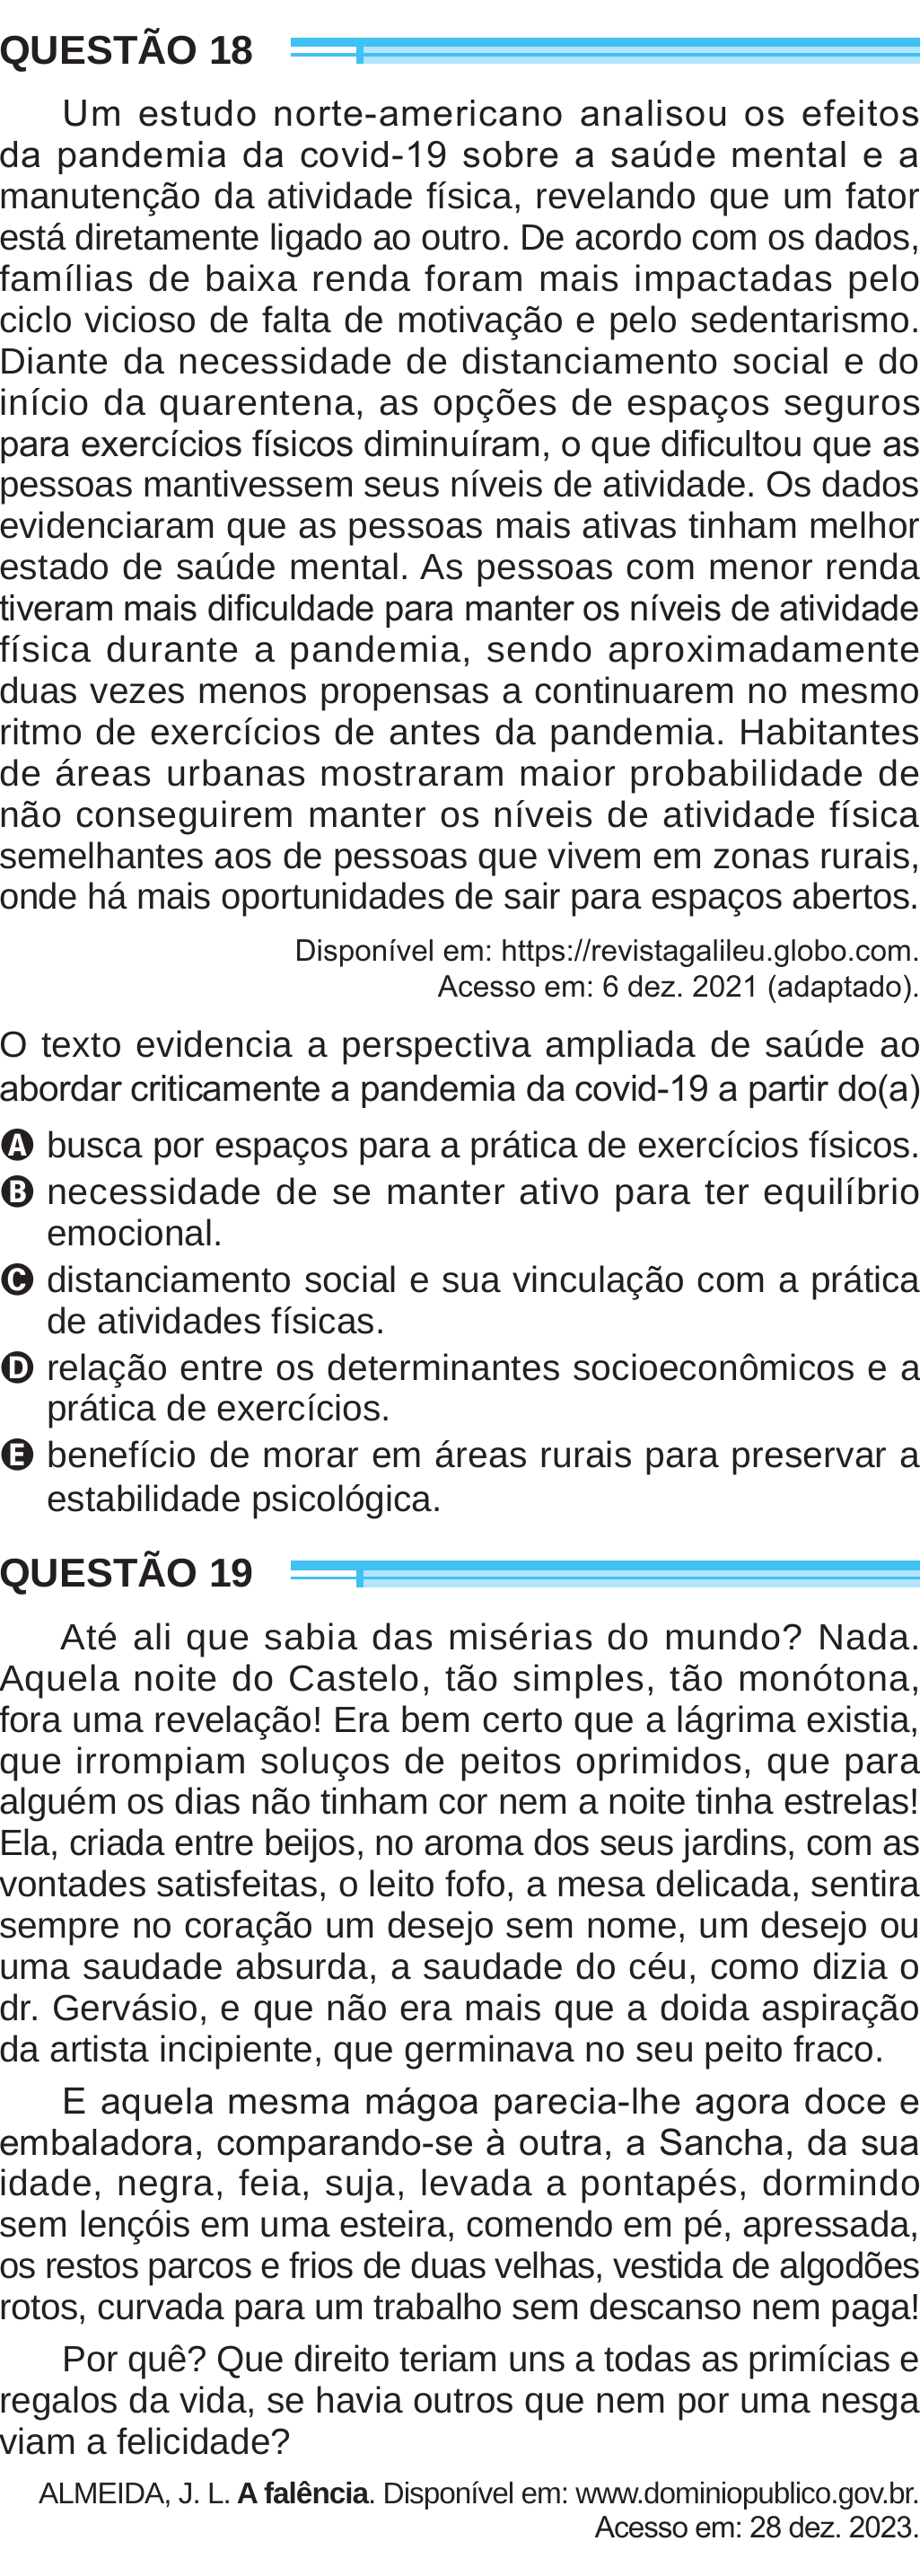 QUESTÃO 18
Um estudo norte-americano analisou os efeitos
da pandemia da covid-19 sobre a saúde mental e a
manutenção da atividade física, revelando que um fator
está diretamente ligado ao outro. De acordo com os dados,
famílias de baixa renda foram mais impactadas pelo
ciclo vicioso de falta de motivação e pelo sedentarismo.
Diante da necessidade de distanciamento social e do
início da quarentena, as opções de espaços seguros
para exercícios físicos diminuíram, o que dificultou que as
pessoas mantivessem seus níveis de atividade. Os dados
evidenciaram que as pessoas mais ativas tinham melhor
estado de saúde mental. As pessoas com menor renda
tiveram mais dificuldade para manter os níveis de atividade
física durante a pandemia, sendo aproximadamente
duas vezes menos propensas a continuarem no mesmo
ritmo de exercícios de antes da pandemia. Habitantes
de áreas urbanas mostraram maior probabilidade de
não conseguirem manter os níveis de atividade física
semelhantes aos de pessoas que vivem em zonas rurais,
onde há mais oportunidades de sair para espaços abertos.
Disponível em: https://revistagalileu.globo.com.
Acesso em: 6 dez. 2021 (adaptado).
O texto evidencia a perspectiva ampliada de saúde ao
abordar criticamente a pandemia da covid-19 a partir do(a)
A busca por espaços para a prática de exercícios físicos.
B necessidade de se manter ativo para ter equilíbrio
emocional.
C distanciamento social e sua vinculação com a prática
de atividades físicas.
D relação entre os determinantes socioeconômicos e a
prática de exercícios.
E benefício de morar em áreas rurais para preservar a
estabilidade psicológica.
QUESTÃO 19
Até ali que sabia das misérias do mundo? Nada.
Aquela noite do Castelo, tão simples, tão monótona,
fora uma revelação! Era bem certo que a lágrima existia,
que irrompiam soluços de peitos oprimidos, que para
alguém os dias não tinham cor nem a noite tinha estrelas!
Ela, criada entre beijos, no aroma dos seus jardins, com as
vontades satisfeitas, o leito fofo, a mesa delicada, sentira
sempre no coração um desejo sem nome, um desejo ou
uma saudade absurda, a saudade do céu, como dizia o
dr. Gervásio, e que não era mais que a doida aspiração
da artista incipiente, que germinava no seu peito fraco.
E aquela mesma mágoa parecia-lhe agora doce e
embaladora, comparando-se à outra, a Sancha, da sua
idade, negra, feia, suja, levada a pontapés, dormindo
sem lençóis em uma esteira, comendo em pé, apressada,
os restos parcos e frios de duas velhas, vestida de algodões
rotos, curvada para um trabalho sem descanso nem paga!
Por quê? Que direito teriam uns a todas as primícias e
regalos da vida, se havia outros que nem por uma nesga
viam a felicidade?
ALMEIDA, J. L. A falência. Disponível em: www.dominiopublico.gov.br.
Acesso em: 28 dez. 2023.